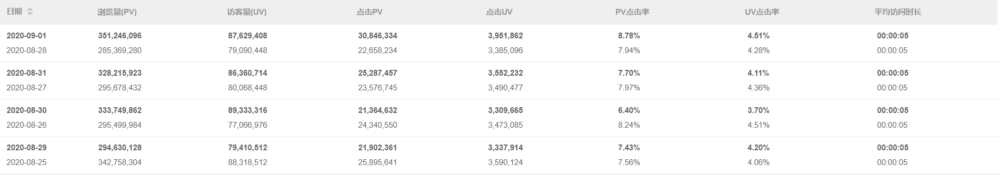 日期 浏览量(PV) 访客量(UV) 点击PV 点击UV PV点击率 UV点击率 平均访问时长
2020-09-01 351,246,096 87,629,408 30,846,334 3,951,862 8.78% 4.51% 00:00:05
2020-08-28 285,369,280 79,090,448 22,658,234 3,385,096 7.94% 4.28% 00:00:05
2020-08-31 328,215,923 86,360,714 25,287,457 3,552,232 7.70% 4.11% 00:00:05
2020-08-27 295,678,432 80,068,448 23,576,745 3,490,477 7.97% 4.36% 00:00:05
2020-08-30 333,749,862 89,333,316 21,364,632 3,309,665 6.40% 3.70% 00:00:05
2020-08-26 295,499,984 77,066,976 24,340,550 3,473,085 8.24% 4.51% 00:00:05
2020-08-29 294,630,128 79,410,512 21,902,361 3,337,914 7.43% 4.20% 00:00:05
2020-08-25 342,758,304 88,318,512 25,895,641 3,590,124 7.56% 4.06% 00:00:05